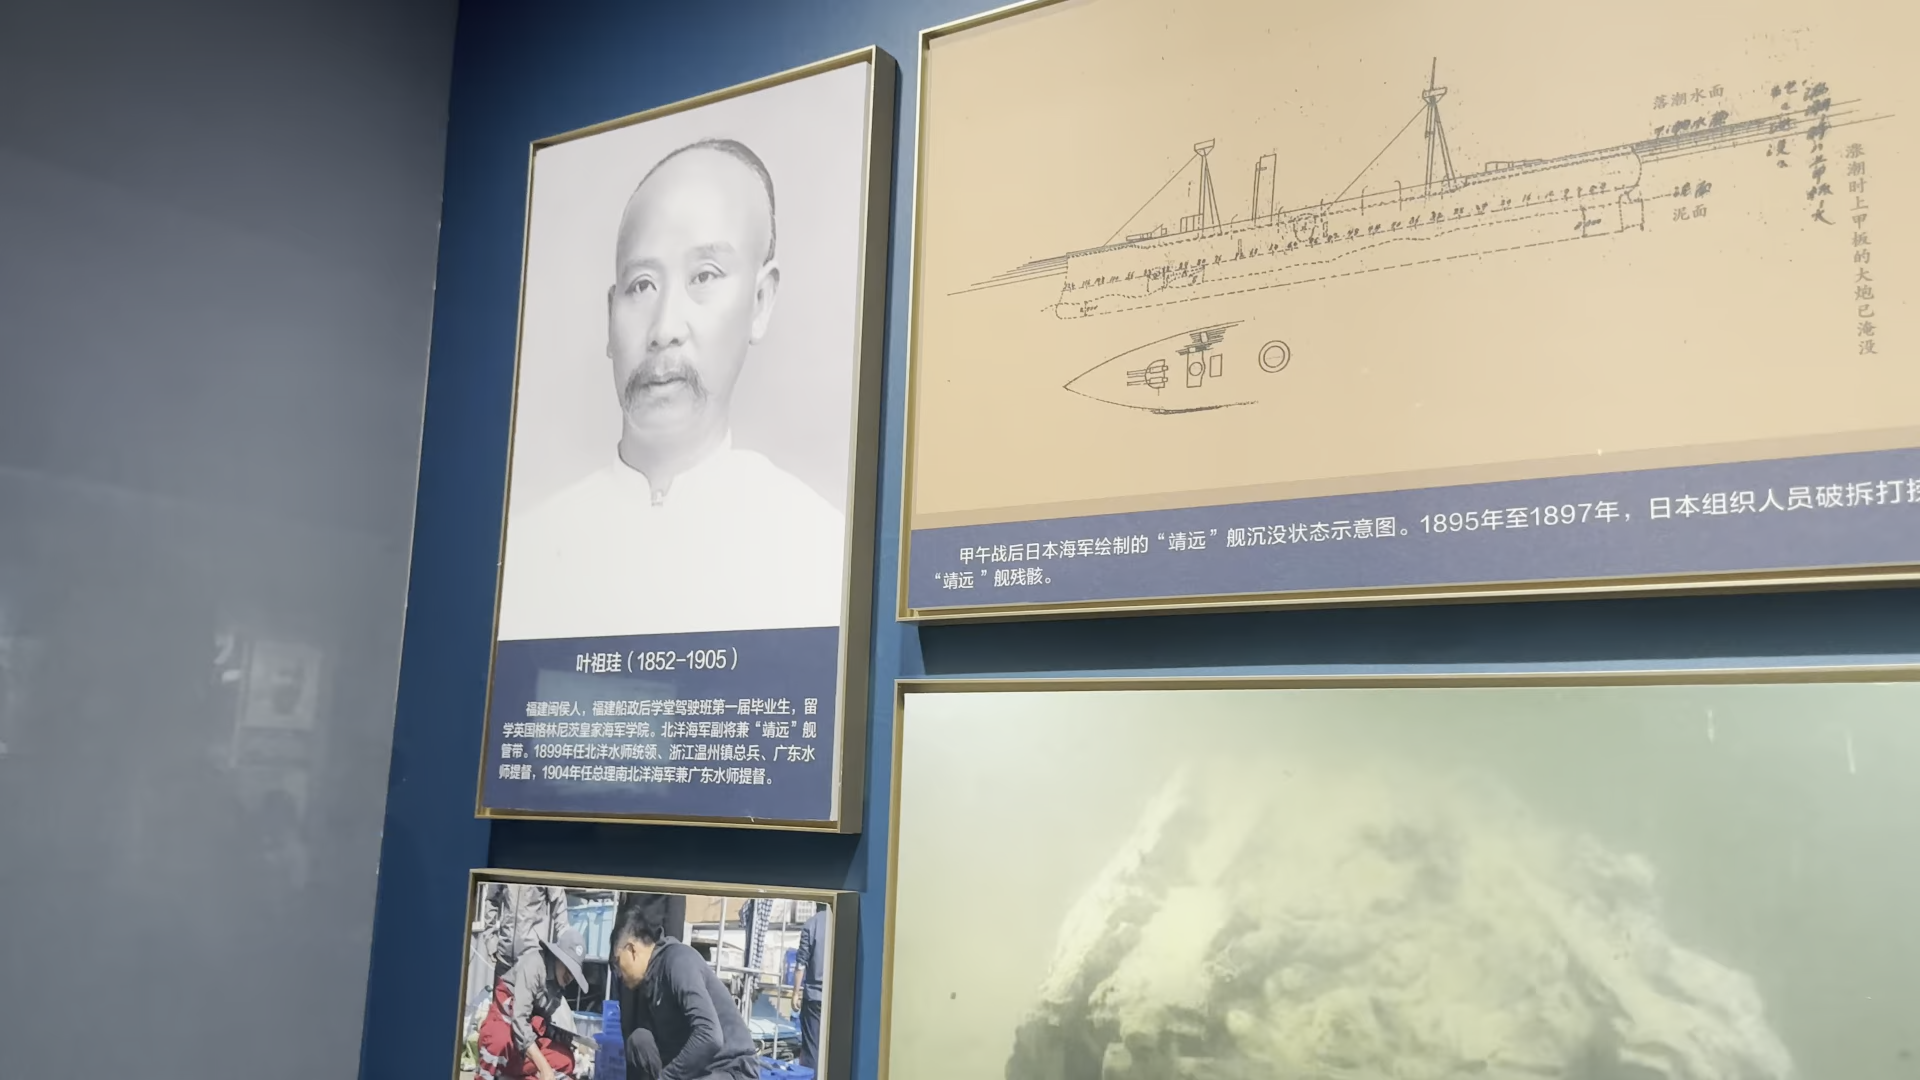 叶祖珪（1852-1905）
福建闽侯人，福建船政后学堂驾驶班第一届毕业生，留
学英国格林尼茨皇家海军学院。北洋海军副将兼“靖远”舰
管带。1899年任北洋水师统领、浙江温州镇总兵、广东水
师提督，1904年任总理南北洋海军兼广东水师提督。
落潮水面
泥面
泥面
涨潮时上甲板的大炮已淹没
甲午战后日本海军绘制的“靖远”舰沉没状态示意图。1895年至1897年，日本组织人员破拆打捞
“靖远”舰残骸。